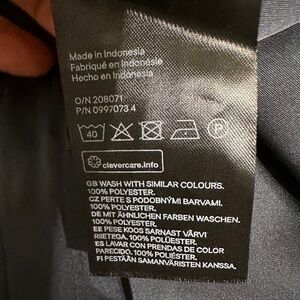 Made in Indonesia
Fabriqué en Indonésie
Hecho en Indonesia
O/N 208071
P/N 0997073 4
40
P
clevercare.info
GB WASH WITH SIMILAR COLOURS.
100% POLYESTER.
CZ PERTE S PODOBNÝMI BARVAMI.
100% POLYESTER.
DE MIT ÄHNLICHEN FARBEN WASCHEN.
100% POLYESTER.
EE PESE KOOS SARNAST VÄRVI
RIIETEGA. 100% POLÜESTER.
ES LAVAR CON PRENDAS DE COLOR
PARECIDO. 100% POLIÉSTER.
FI PESTÄÄN SAMANVÄRISTEN KANSSA.